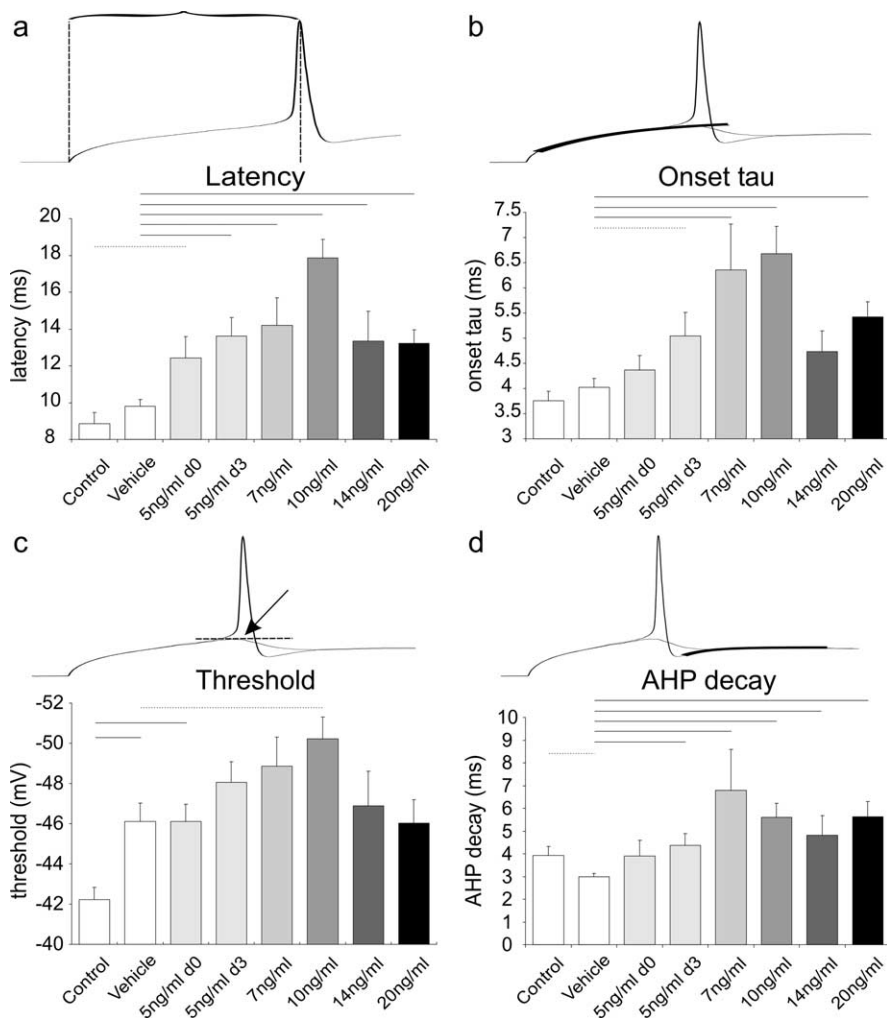 a
Latency
latency (ms)
20
18
16
14
12
10
8
Control
Vehicle
5ng/ml d0
5ng/ml d3
7ng/ml
10ng/ml
14ng/ml
20ng/ml
b
Onset tau
onset tau (ms)
7.5
7
6.5
6
5.5
5
4.5
4
3.5
3
Control
Vehicle
5ng/ml d0
5ng/ml d3
7ng/ml
10ng/ml
14ng/ml
20ng/ml
c
Threshold
threshold (mV)
-52
-50
-48
-46
-44
-42
-40
Control
Vehicle
5ng/ml d0
5ng/ml d3
7ng/ml
10ng/ml
14ng/ml
20ng/ml
d
AHP decay
AHP decay (ms)
10
9
8
7
6
5
4
3
2
1
0
Control
Vehicle
5ng/ml d0
5ng/ml d3
7ng/ml
10ng/ml
14ng/ml
20ng/ml